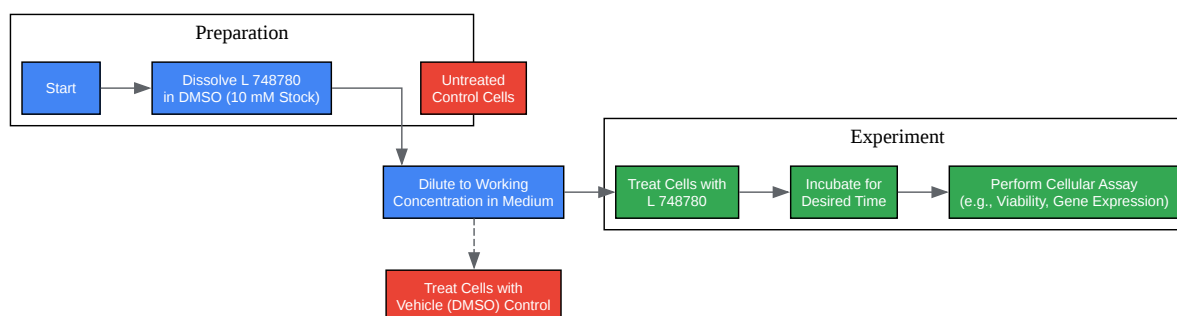 Preparation
Start
Dissolve L 748780
in DMSO (10 mM Stock)
Untreated
Control Cells
Experiment
Dilute to Working
Concentration in Medium
Treat Cells with
L 748780
Incubate for
Desired Time
Perform Cellular Assay
(e.g., Viability, Gene Expression)
Treat Cells with
Vehicle (DMSO) Control